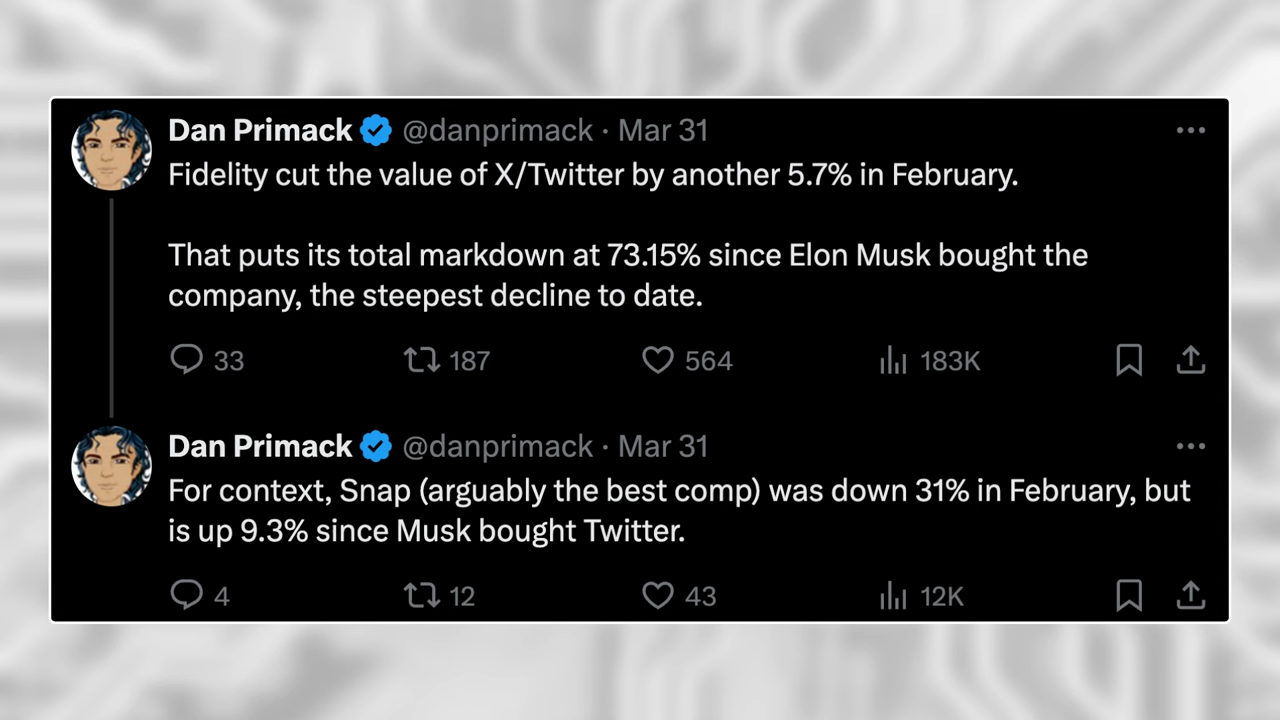 Dan Primack @danprimack · Mar 31
Fidelity cut the value of X/Twitter by another 5.7% in February.
That puts its total markdown at 73.15% since Elon Musk bought the
company, the steepest decline to date.
33 187 564 183K
Dan Primack @danprimack · Mar 31
For context, Snap (arguably the best comp) was down 31% in February, but
is up 9.3% since Musk bought Twitter.
4 12 43 12K